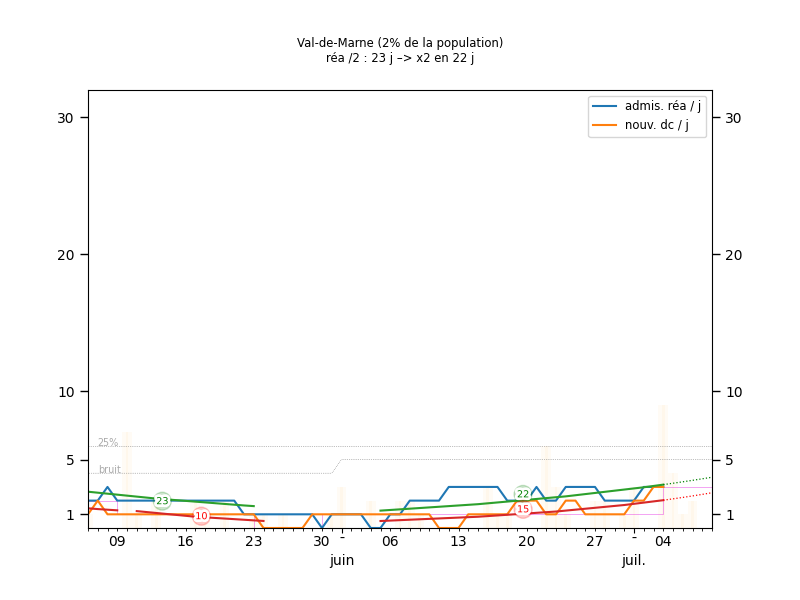 Val-de-Marne (2% de la population)
réa /2 : 23 j –> x2 en 22 j
admis. réa / j
nouv. dc / j
30 30
20 20
10 10
25%
5 5
bruit
23 22
10 15
1 1
09 16 23 30 - 06 13 20 27 - 04
juin juil.